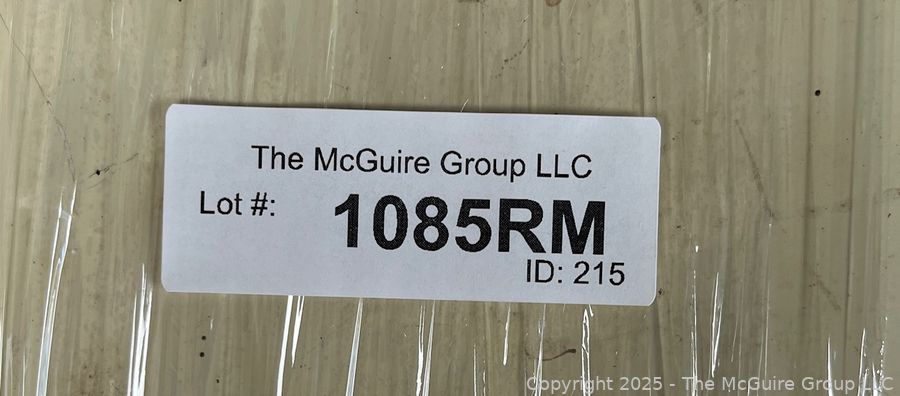 The McGuire Group LLC
Lot #: 1085RM
ID: 215
Copyright 2025 - The McGuire Group LLC